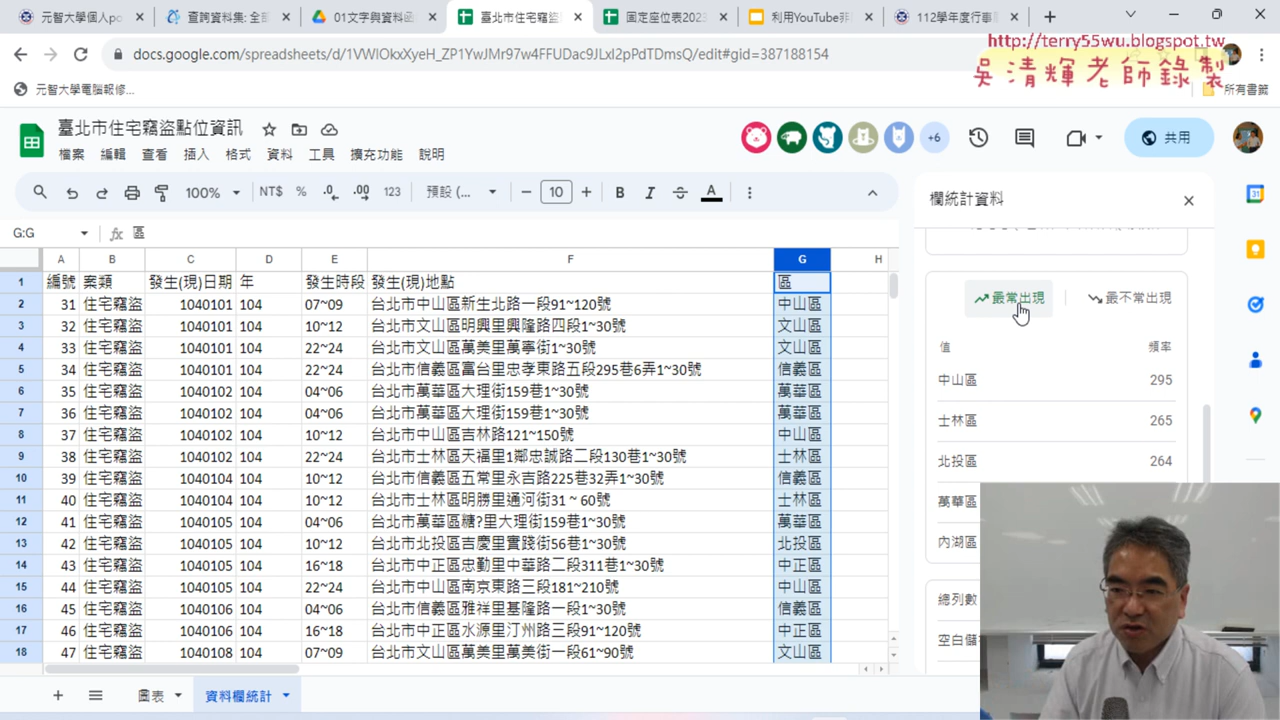 元智大學個人po
查詢資料集: 全部
01文字與資料函
臺北市住宅竊盜
固定座位表2023
利用YouTube非
112學年度行事曆
docs.google.com/spreadsheets/d/1VWIOkxXyeH_ZP1YwJMr97w4FFUDac9JLxI2pPdTDmsQ/edit#gid=387188154
http://terry55wu.blogspot.tw
吳清輝老師錄製
元智大學電腦報修...
所有書籤
臺北市住宅竊盜點位資訊
檔案 編輯 查看 插入 格式 資料 工具 擴充功能 說明
+6
共用
100% NT$ % .0 .00 123 預設 (... 10 B I A
欄統計資料
G:G
fx 區
A B C D E F G H
1 編號 案類 發生(現)日期 年 發生時段 發生(現)地點 區
2 31 住宅竊盜 1040101 104 07~09 台北市中山區新生北路一段91~120號 中山區
3 32 住宅竊盜 1040101 104 10~12 台北市文山區明興里興隆路四段1~30號 文山區
4 33 住宅竊盜 1040101 104 22~24 台北市文山區萬美里萬寧街1~30號 文山區
5 34 住宅竊盜 1040101 104 22~24 台北市信義區富台里忠孝東路五段295巷6弄1~30號 信義區
6 35 住宅竊盜 1040102 104 04~06 台北市萬華區大理街159巷1~30號 萬華區
7 36 住宅竊盜 1040102 104 04~06 台北市萬華區大理街159巷1~30號 萬華區
8 37 住宅竊盜 1040102 104 10~12 台北市中山區吉林路121~150號 中山區
9 38 住宅竊盜 1040102 104 22~24 台北市士林區天福里1鄰忠誠路二段130巷1~30號 士林區
10 39 住宅竊盜 1040104 104 10~12 台北市信義區五常里永吉路225巷32弄1~30號 信義區
11 40 住宅竊盜 1040104 104 10~12 台北市士林區明勝里通河街31～60號 士林區
12 41 住宅竊盜 1040105 104 04~06 台北市萬華區糖?里大理街159巷1~30號 萬華區
13 42 住宅竊盜 1040105 104 10~12 台北市北投區吉慶里實踐街56巷1~30號 北投區
14 43 住宅竊盜 1040105 104 16~18 台北市中正區忠勤里中華路二段311巷1~30號 中正區
15 44 住宅竊盜 1040105 104 22~24 台北市中山區南京東路三段181~210號 中山區
16 45 住宅竊盜 1040106 104 04~06 台北市信義區雅祥里基隆路一段1~30號 信義區
17 46 住宅竊盜 1040106 104 16~18 台北市中正區水源里汀州路三段91~120號 中正區
18 47 住宅竊盜 1040108 104 07~09 台北市文山區萬美里萬美街一段61~90號 文山區
最常出現 最不常出現
值 頻率
中山區 295
士林區 265
北投區 264
萬華區
內湖區
總列數
空白儲
圖表 資料欄統計